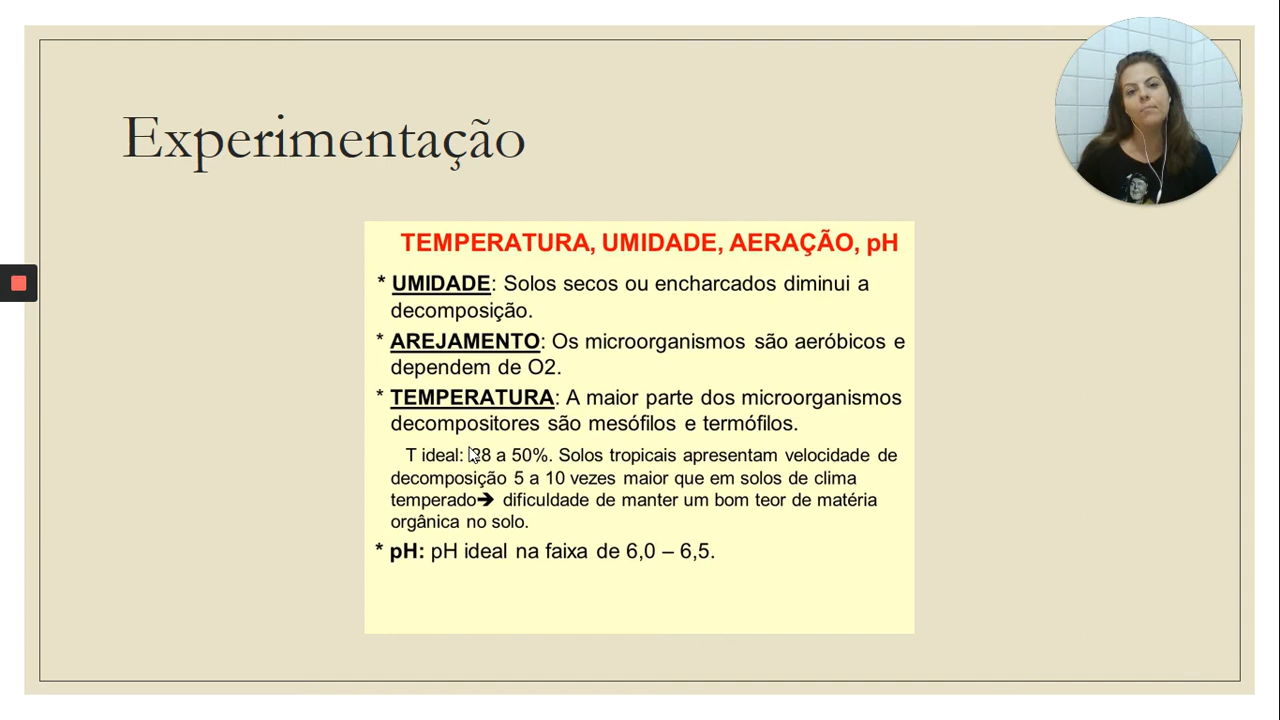 Experimentação
TEMPERATURA, UMIDADE, AERAÇÃO, pH
* UMIDADE: Solos secos ou encharcados diminui a
decomposição.
* AREJAMENTO: Os microorganismos são aeróbicos e
dependem de O2.
* TEMPERATURA: A maior parte dos microorganismos
decompositores são mesófilos e termófilos.
T ideal: 38 a 50%. Solos tropicais apresentam velocidade de
decomposição 5 a 10 vezes maior que em solos de clima
temperado➔ dificuldade de manter um bom teor de matéria
orgânica no solo.
* pH: pH ideal na faixa de 6,0 – 6,5.